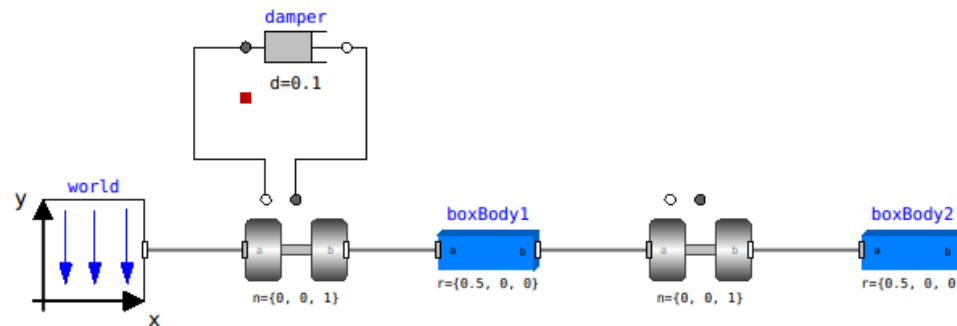 damper
d=0.1
world
y
x
a b
n={0, 0, 1}
boxBody1
a b
r={0.5, 0, 0}
a b
n={0, 0, 1}
boxBody2
a b
r={0.5, 0, 0